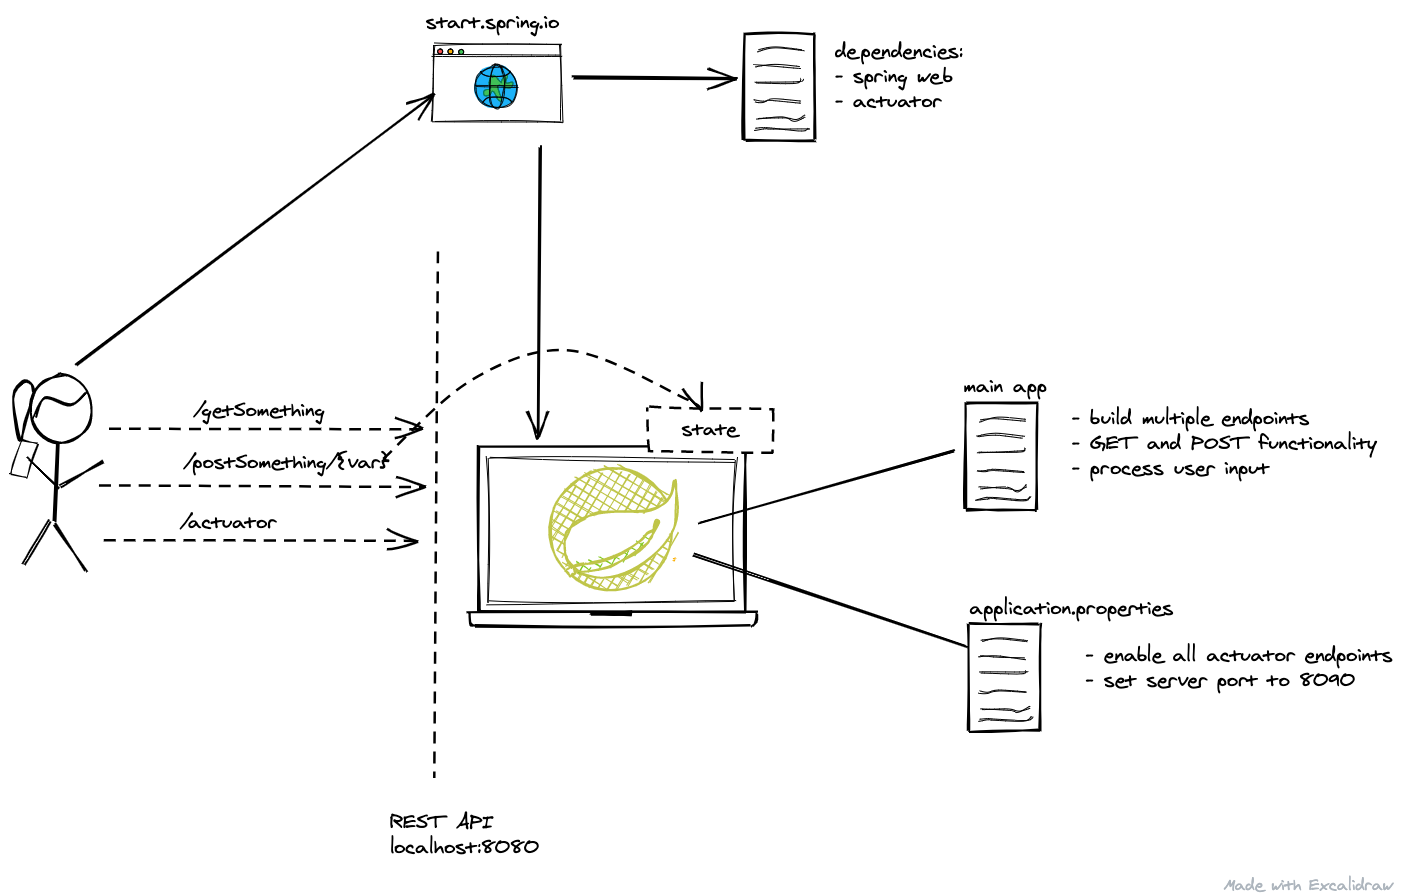 start.spring.io
dependencies:
- spring web
- actuator
/getSomething
/postSomething/{var}
/actuator
state
main app
- build multiple endpoints
- GET and POST functionality
- process user input
application.properties
- enable all actuator endpoints
- set server port to 8090
REST API
localhost:8080
Made with Excalidraw